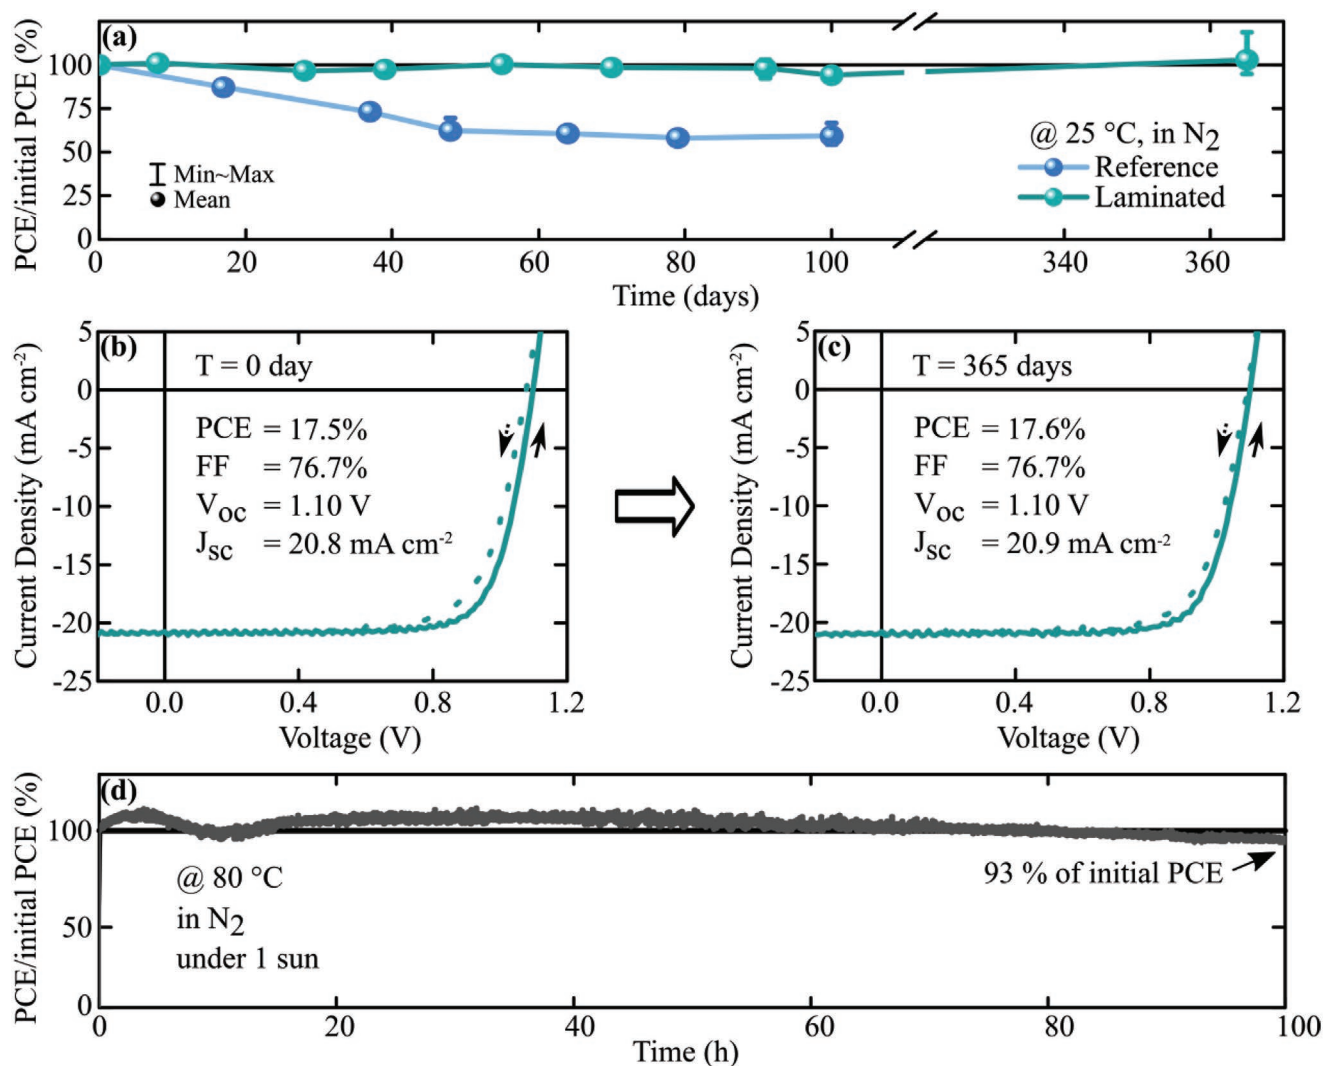 (a)
PCE/initial PCE (%)
100
75
50
25
0
Min~Max
Mean
@ 25 °C, in N2
Reference
Laminated
0 20 40 60 80 100 340 360
Time (days)
(b)
Current Density (mA cm-2)
5
0
-5
-10
-15
-20
-25
T = 0 day
PCE = 17.5%
FF = 76.7%
Voc = 1.10 V
Jsc = 20.8 mA cm-2
0.0 0.4 0.8 1.2
Voltage (V)
(c)
Current Density (mA cm-2)
5
0
-5
-10
-15
-20
-25
T = 365 days
PCE = 17.6%
FF = 76.7%
Voc = 1.10 V
Jsc = 20.9 mA cm-2
0.0 0.4 0.8 1.2
Voltage (V)
(d)
PCE/initial PCE (%)
100
50
0
@ 80 °C
in N2
under 1 sun
93 % of initial PCE
0 20 40 60 80 100
Time (h)